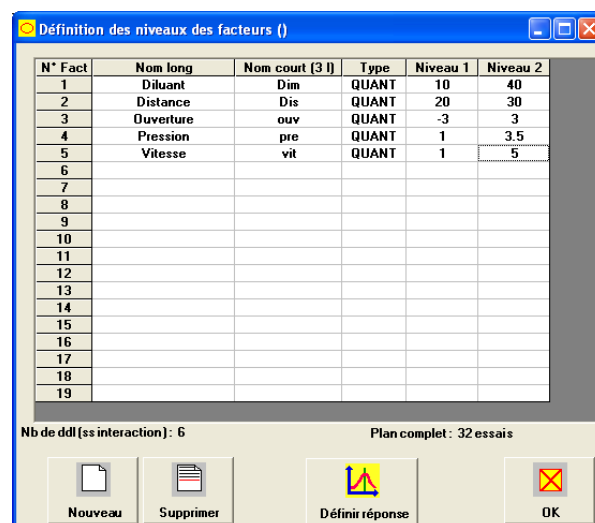 Définition des niveaux des facteurs ()
N° Fact Nom long Nom court (3 l) Type Niveau 1 Niveau 2
1 Diluant Dim QUANT 10 40
2 Distance Dis QUANT 20 30
3 Ouverture ouv QUANT -3 3
4 Pression pre QUANT 1 3.5
5 Vitesse vit QUANT 1 5
6
7
8
9
10
11
12
13
14
15
16
17
18
19
Nb de ddl (ss interaction) : 6 Plan complet : 32 essais
Nouveau Supprimer Définir réponse OK